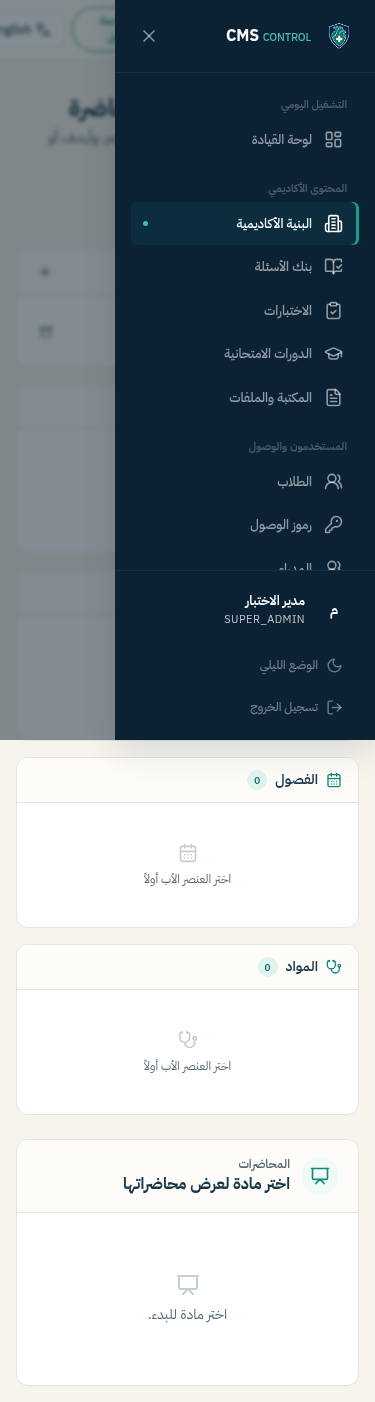 CMS CONTROL
التشغيل اليومي
لوحة القيادة
المحتوى الأكاديمي
البنية الأكاديمية
بنك الأسئلة
الاختبارات
الدورات الامتحانية
المكتبة والملفات
المستخدمون والوصول
الطلاب
رموز الوصول
م
مدير الاختبار
SUPER_ADMIN
الوضع الليلي
تسجيل الخروج
الفصول 0
اختر العنصر الأب أولاً
المواد 0
اختر العنصر الأب أولاً
المحاضرات
اختر مادة لعرض محاضراتها
اختر مادة للبدء.